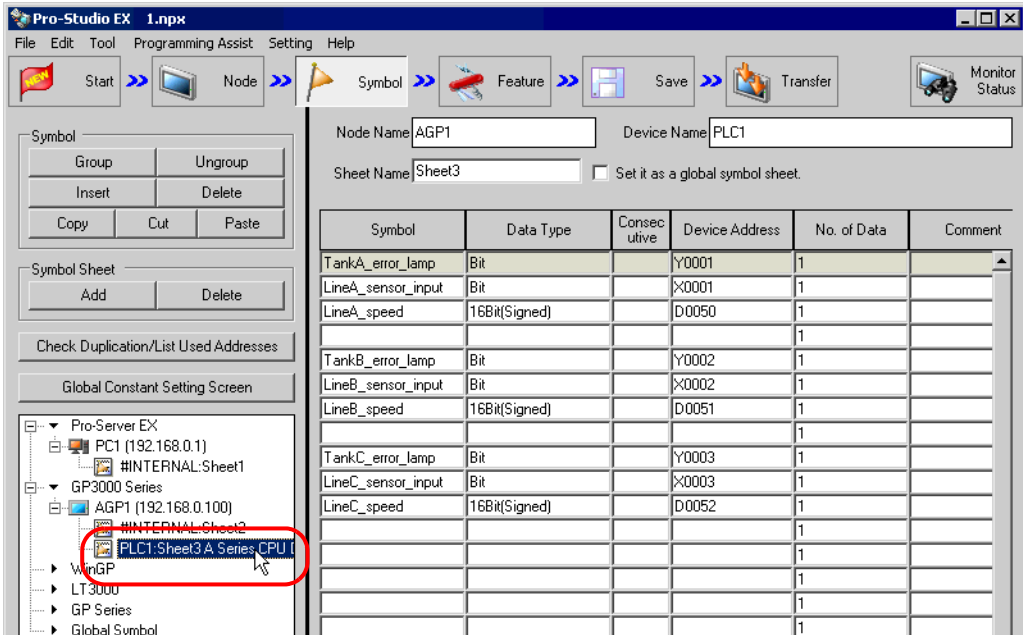 Pro-Studio EX 1.npx
File Edit Tool Programming Assist Setting Help
NEW Start Node Symbol Feature Save Transfer Monitor Status
Symbol
Group Ungroup
Insert Delete
Copy Cut Paste
Symbol Sheet
Add Delete
Check Duplication/List Used Addresses
Global Constant Setting Screen
Pro-Server EX
PC1 (192.168.0.1)
#INTERNAL:Sheet1
GP3000 Series
AGP1 (192.168.0.100)
#INTERNAL:Sheet2
PLC1:Sheet3 A Series CPU D
WinGP
LT3000
GP Series
Global Symbol
Node Name AGP1 Device Name PLC1
Sheet Name Sheet3 Set it as a global symbol sheet.
Symbol Data Type Consecutive Device Address No. of Data Comment
TankA_error_lamp Bit Y0001 1
LineA_sensor_input Bit X0001 1
LineA_speed 16Bit(Signed) D0050 1
1
TankB_error_lamp Bit Y0002 1
LineB_sensor_input Bit X0002 1
LineB_speed 16Bit(Signed) D0051 1
1
TankC_error_lamp Bit Y0003 1
LineC_sensor_input Bit X0003 1
LineC_speed 16Bit(Signed) D0052 1
1
1
1
1
1